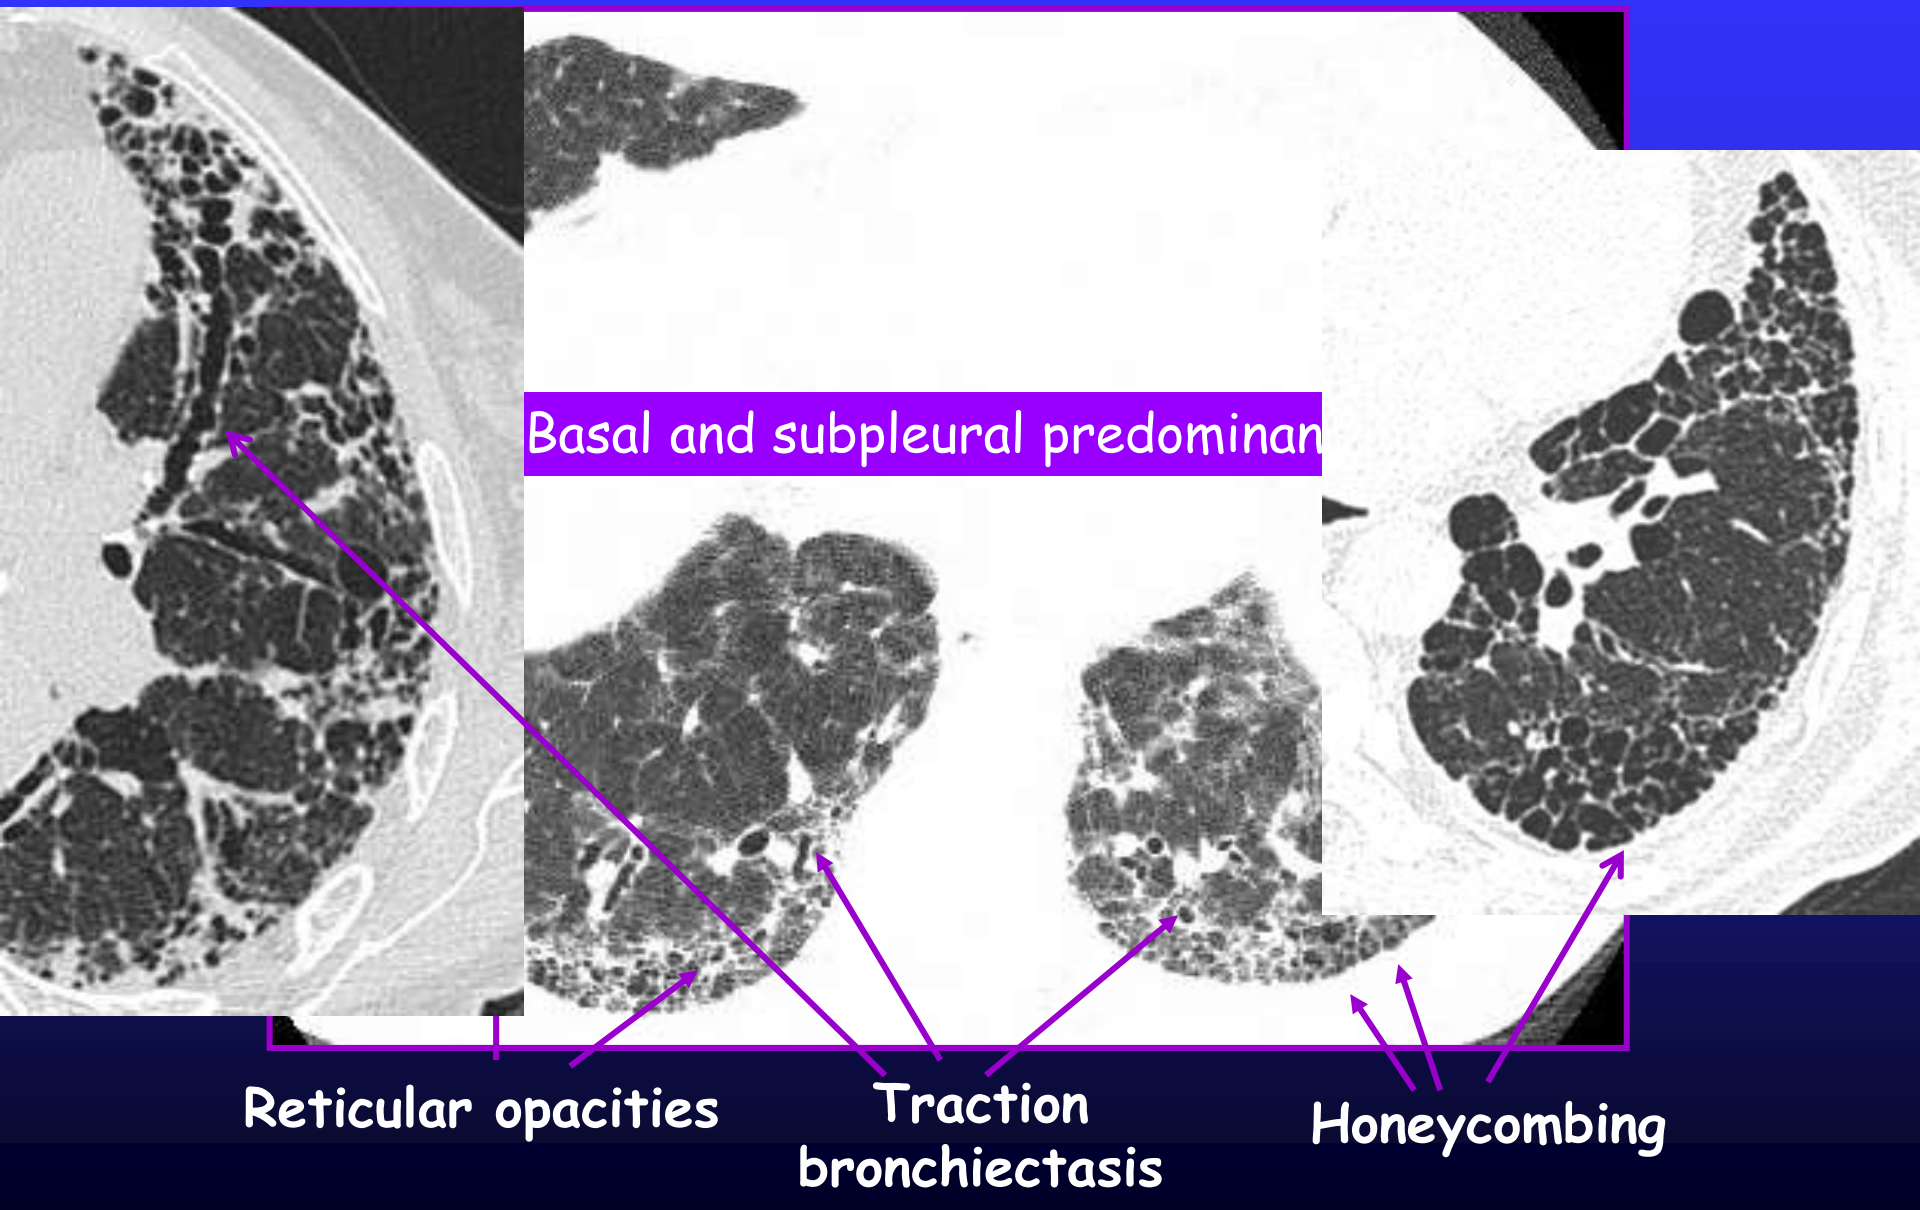 Basal and subpleural predominan
Reticular opacities
Traction
bronchiectasis
Honeycombing